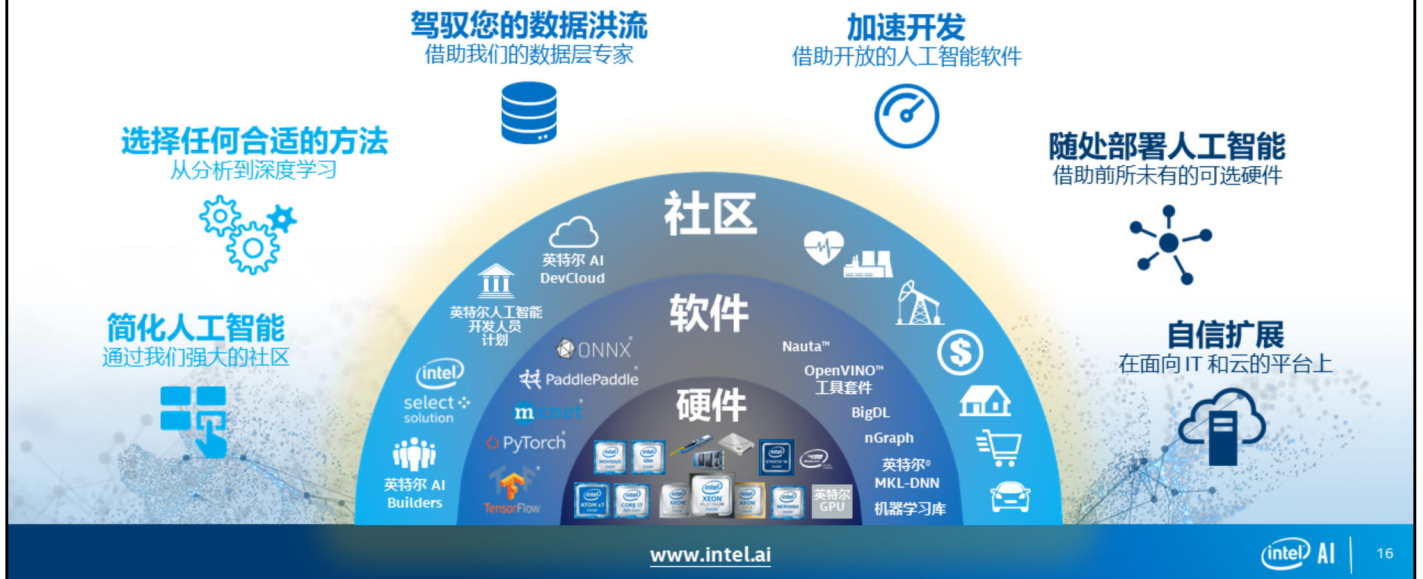 驾驭您的数据洪流
借助我们的数据层专家
加速开发
借助开放的人工智能软件
选择任何合适的方法
从分析到深度学习
随处部署人工智能
借助前所未有的可选硬件
简化人工智能
通过我们强大的社区
自信扩展
在面向 IT 和云的平台上
社区
英特尔 AI
DevCloud
英特尔人工智能
开发人员
计划
intel
select
solution
英特尔 AI
Builders
软件
ONNX
PaddlePaddle
mxnet
PyTorch
TensorFlow
Nauta™
OpenVINO™
工具套件
BigDL
nGraph
英特尔®
MKL-DNN
机器学习库
硬件
ATOM x7
CORE i7
XEON
XEON
PLATINUM
XEON
英特尔
GPU
www.intel.ai
intel AI
16